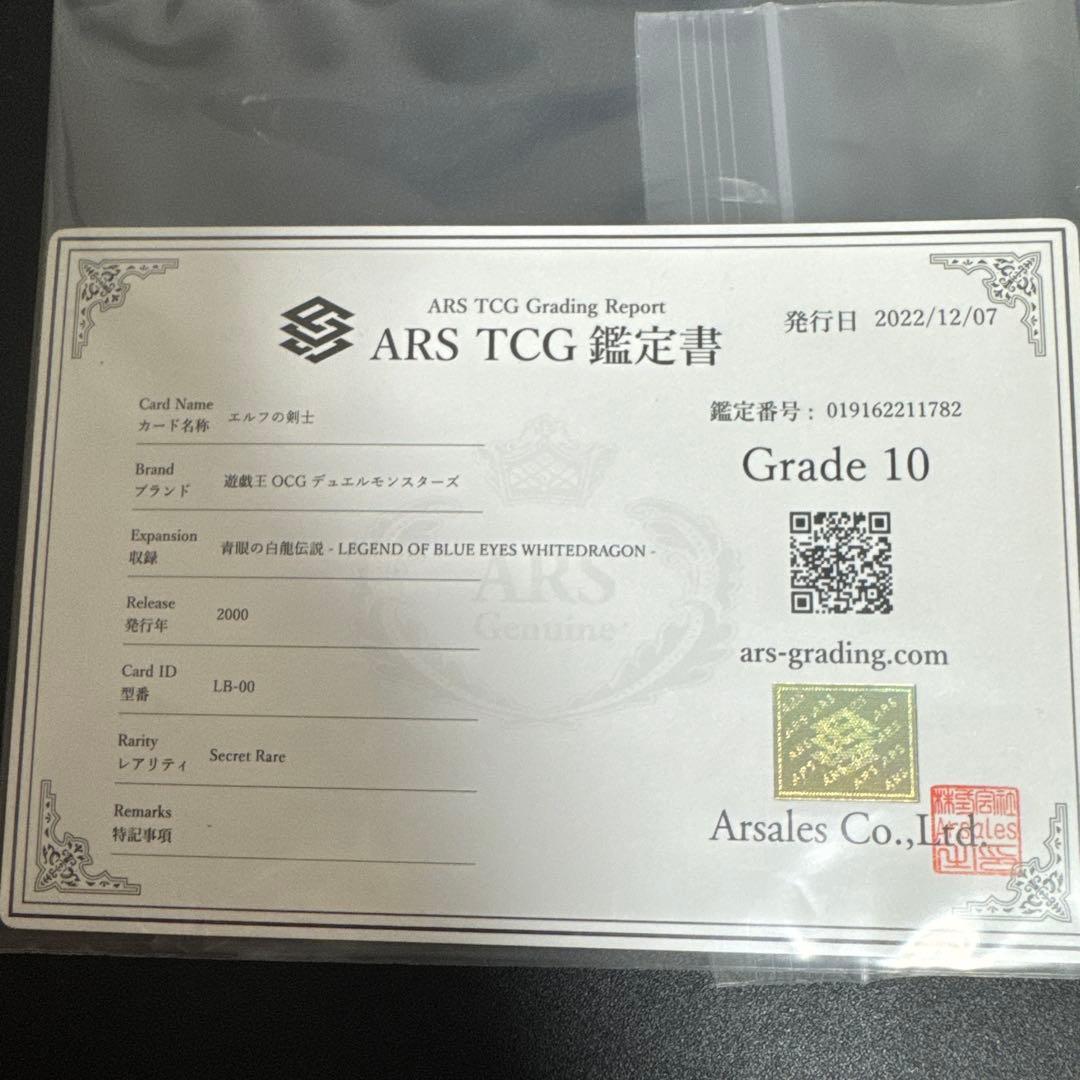 ARS TCG Grading Report
ARS TCG 鑑定書
発行日 2022/12/07
Card Name
カード名称 エルフの剣士
Brand
ブランド 遊戯王 OCG デュエルモンスターズ
Expansion
収録 青眼の白龍伝説 - LEGEND OF BLUE EYES WHITEDRAGON -
Release
発行年 2000
Card ID
型番 LB-00
Rarity
レアリティ Secret Rare
Remarks
特記事項 -
鑑定番号 : 019162211782
Grade 10
ars-grading.com
Arsales Co.,Ltd.
ARS
Genuine
株式会社
Arsales